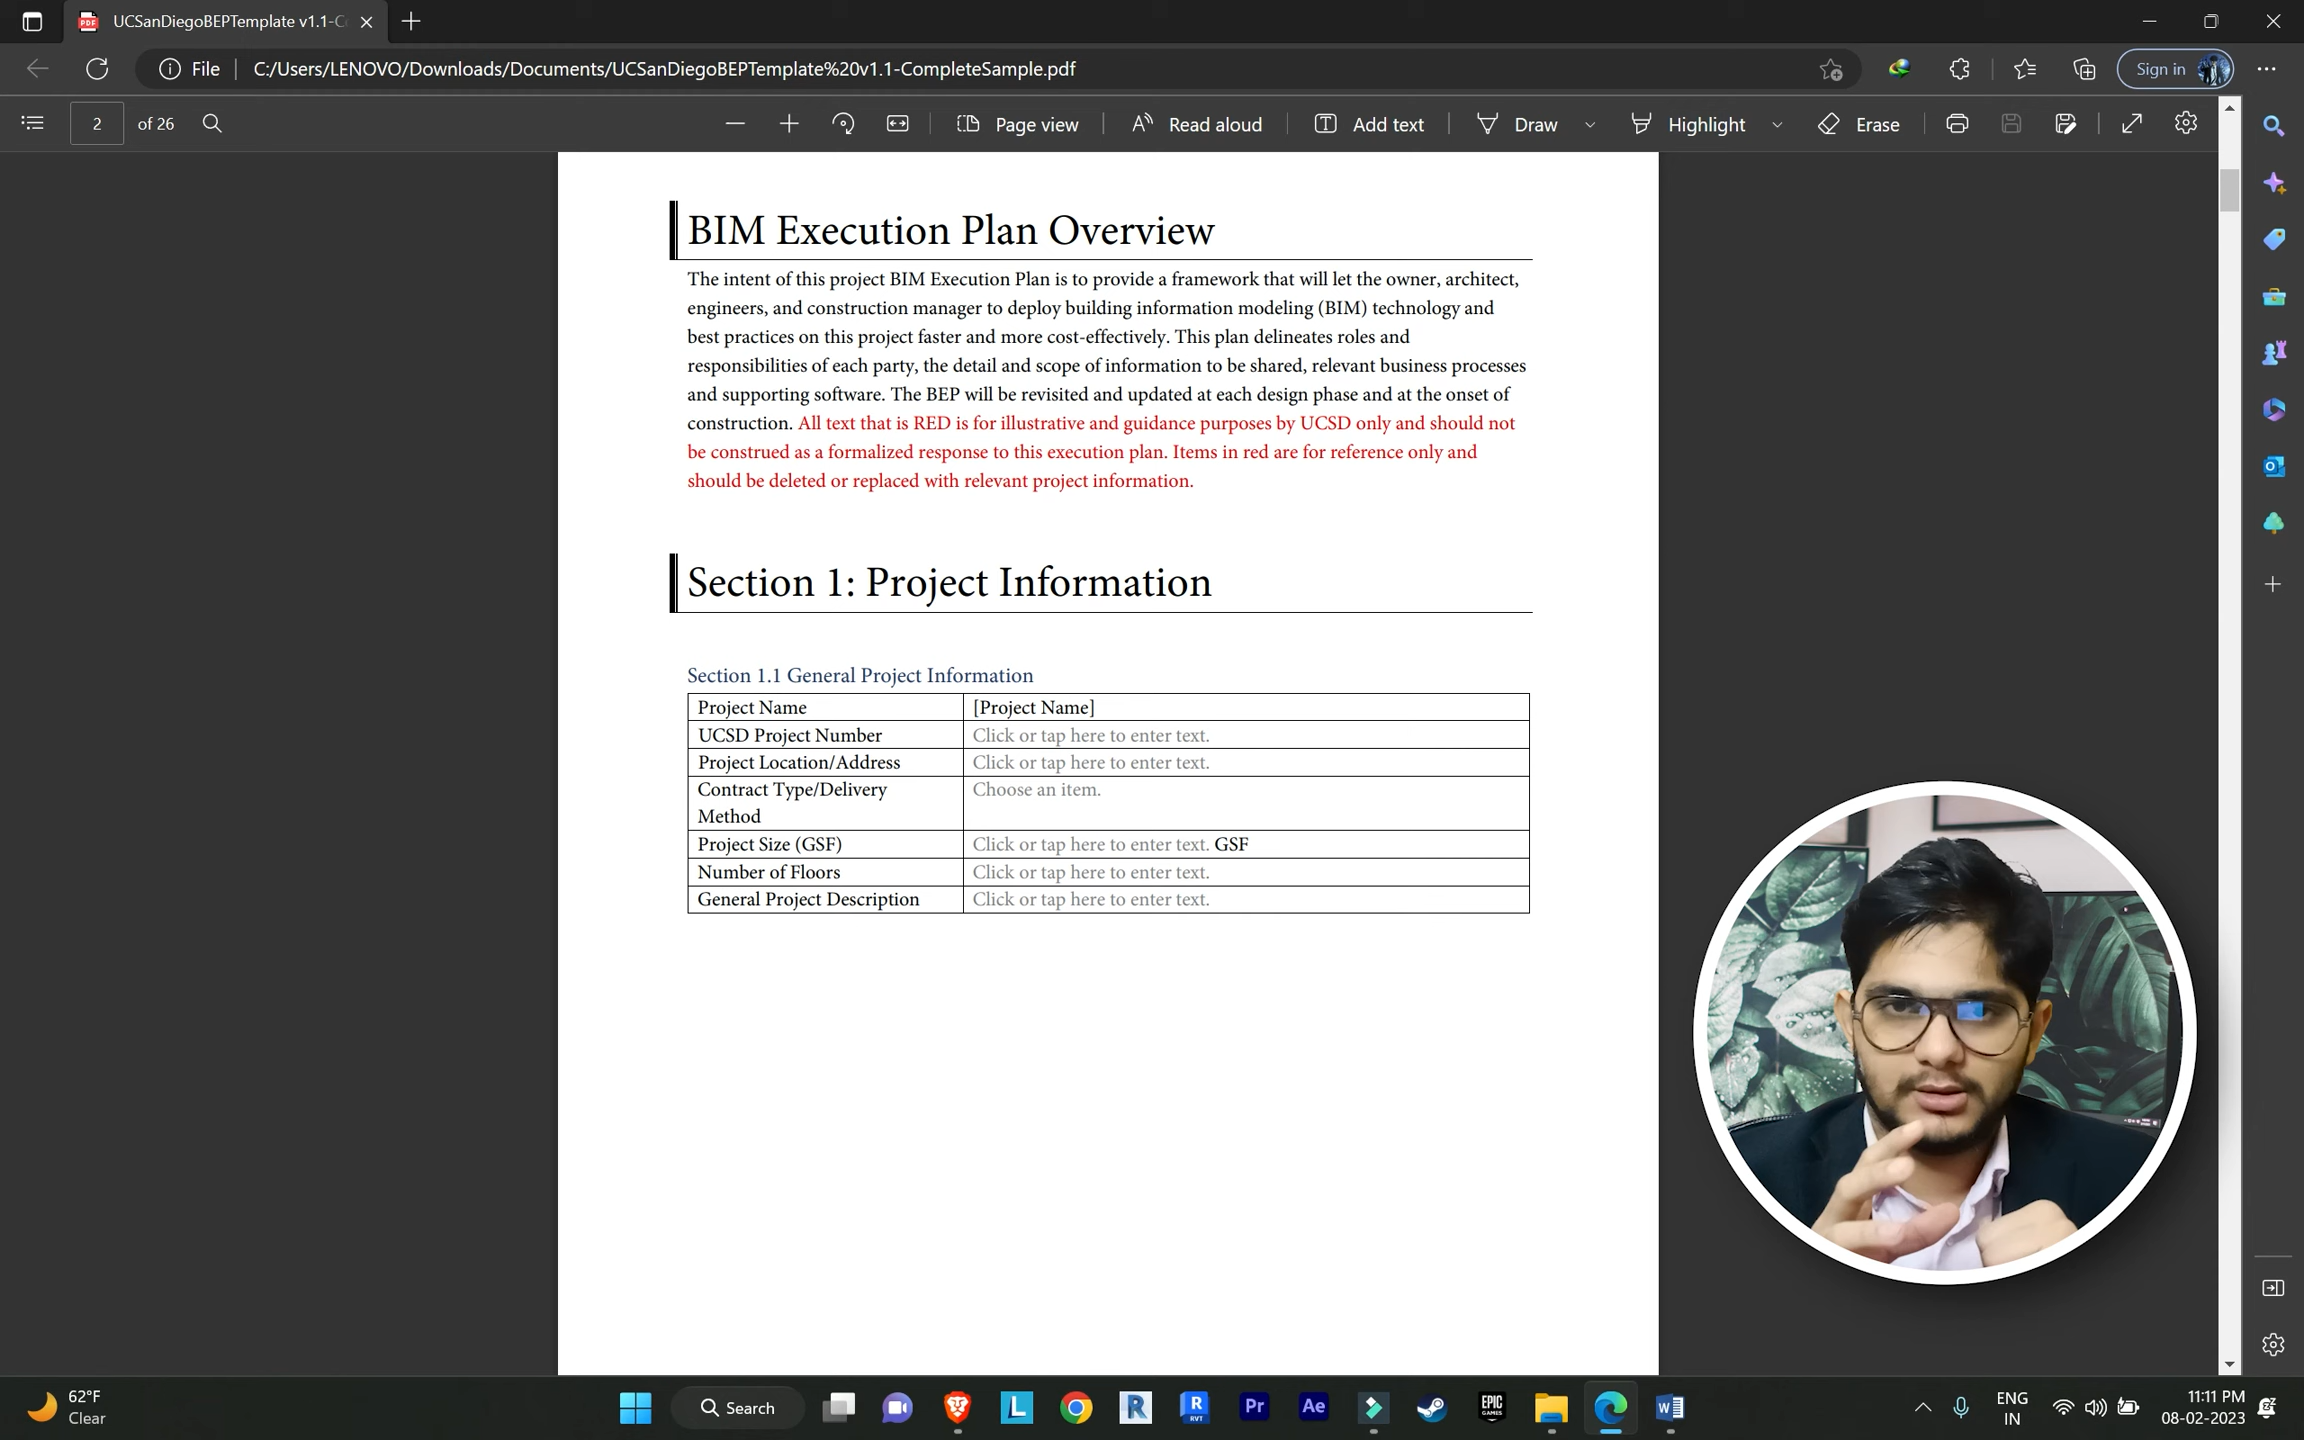 UCSanDiegoBEPTemplate v1.1-C
File
C:/Users/LENOVO/Downloads/Documents/UCSanDiegoBEPTemplate%20v1.1-CompleteSample.pdf
Sign in
2
of 26
Page view
Read aloud
Add text
Draw
Highlight
Erase
BIM Execution Plan Overview
The intent of this project BIM Execution Plan is to provide a framework that will let the owner, architect,
engineers, and construction manager to deploy building information modeling (BIM) technology and
best practices on this project faster and more cost-effectively. This plan delineates roles and
responsibilities of each party, the detail and scope of information to be shared, relevant business processes
and supporting software. The BEP will be revisited and updated at each design phase and at the onset of
construction. All text that is RED is for illustrative and guidance purposes by UCSD only and should not
be construed as a formalized response to this execution plan. Items in red are for reference only and
should be deleted or replaced with relevant project information.
Section 1: Project Information
Section 1.1 General Project Information
Project Name [Project Name]
UCSD Project Number Click or tap here to enter text.
Project Location/Address Click or tap here to enter text.
Contract Type/Delivery Choose an item.
Method
Project Size (GSF) Click or tap here to enter text. GSF
Number of Floors Click or tap here to enter text.
General Project Description Click or tap here to enter text.
62°F
Clear
Search
L
R
R
RVT
Pr
Ae
EPIC
GAMES
W
ENG
IN
11:11 PM
08-02-2023